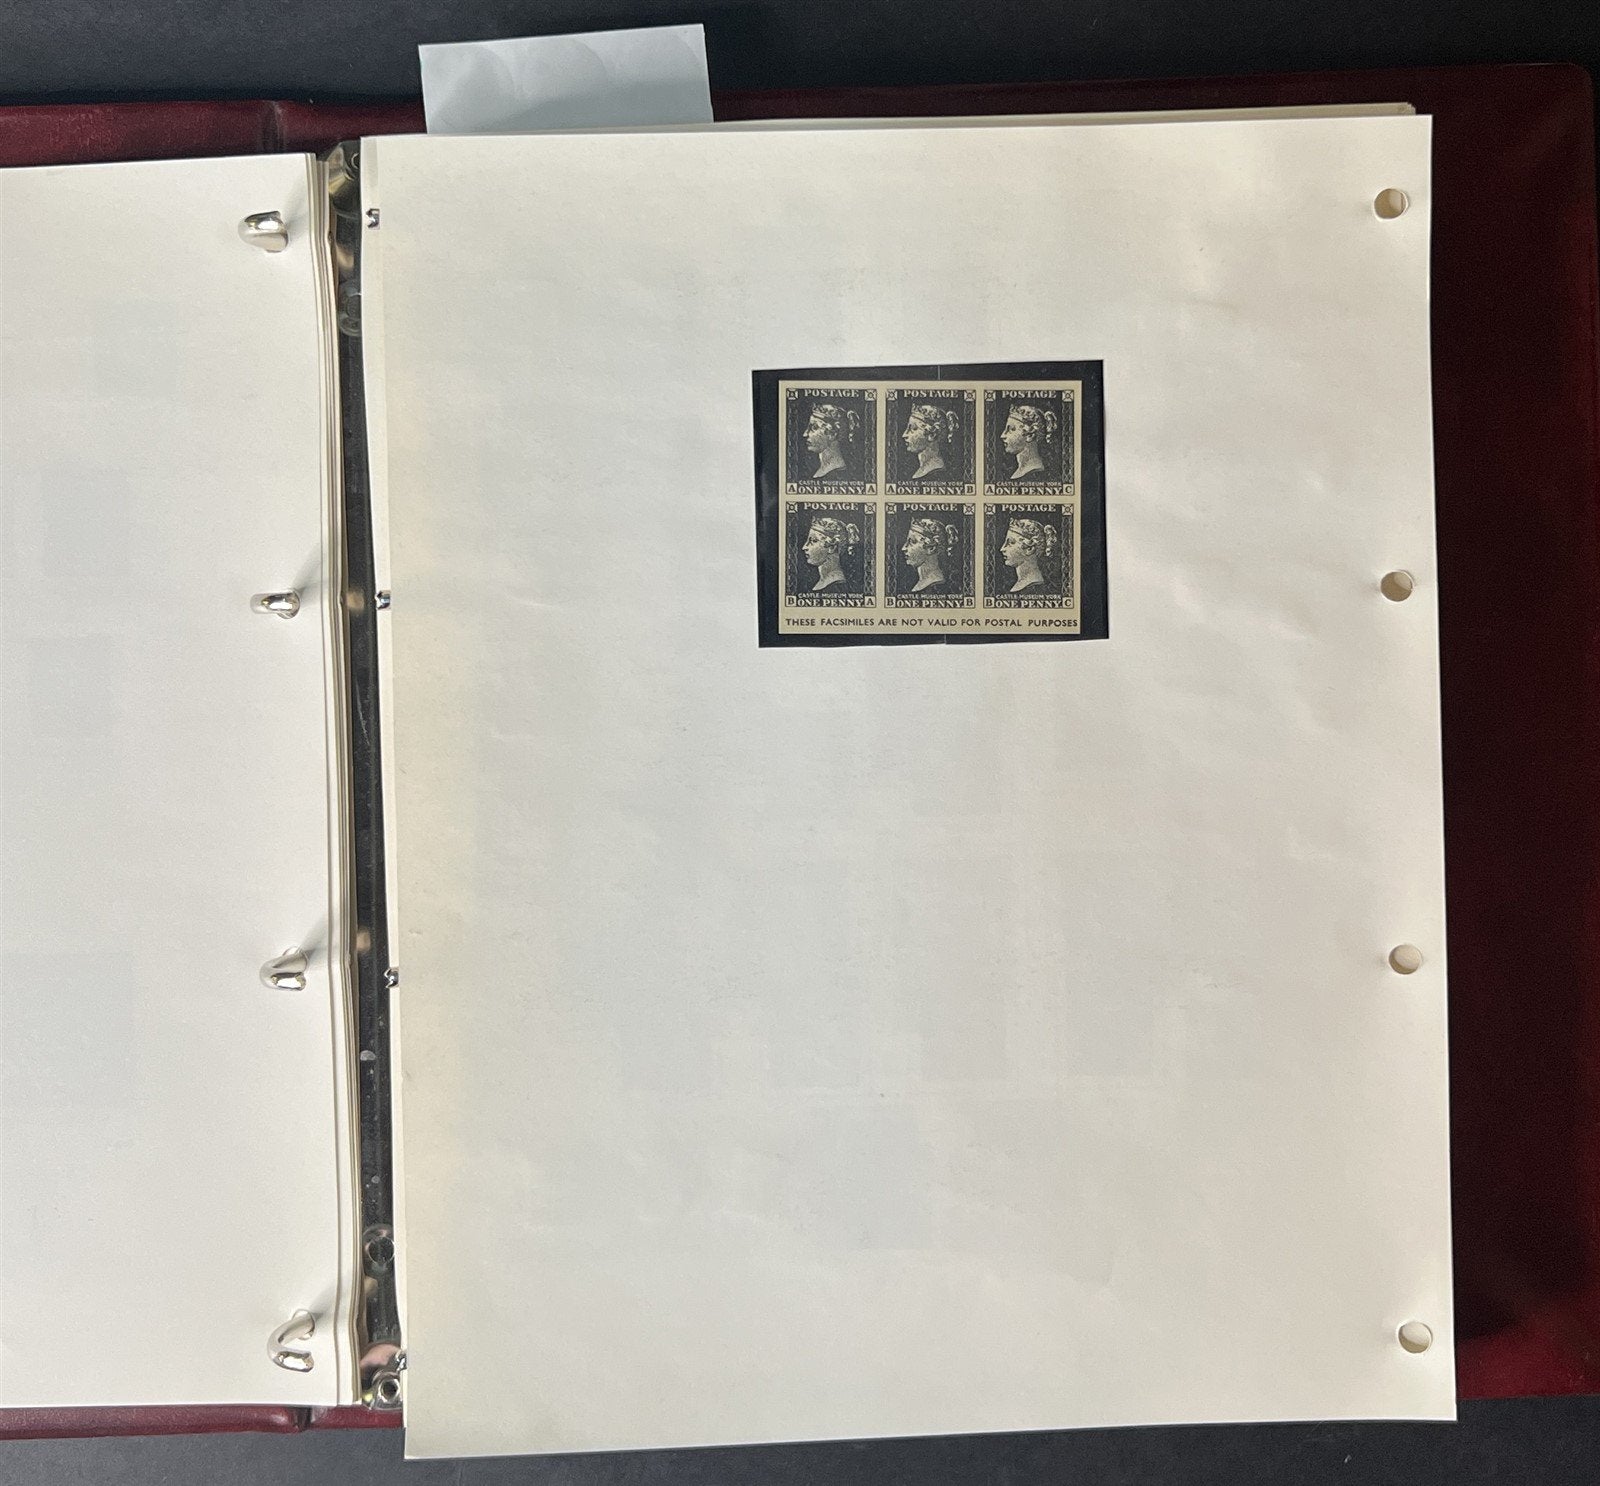 POSTAGE POSTAGE POSTAGE
CASTLE·MUSEUM YORK CASTLE·MUSEUM YORK CASTLE·MUSEUM YORK
A ONE PENNY A A ONE PENNY B A ONE PENNY C
POSTAGE POSTAGE POSTAGE
CASTLE·MUSEUM YORK CASTLE·MUSEUM YORK CASTLE·MUSEUM YORK
B ONE PENNY A B ONE PENNY B B ONE PENNY C
THESE FACSIMILES ARE NOT VALID FOR POSTAL PURPOSES